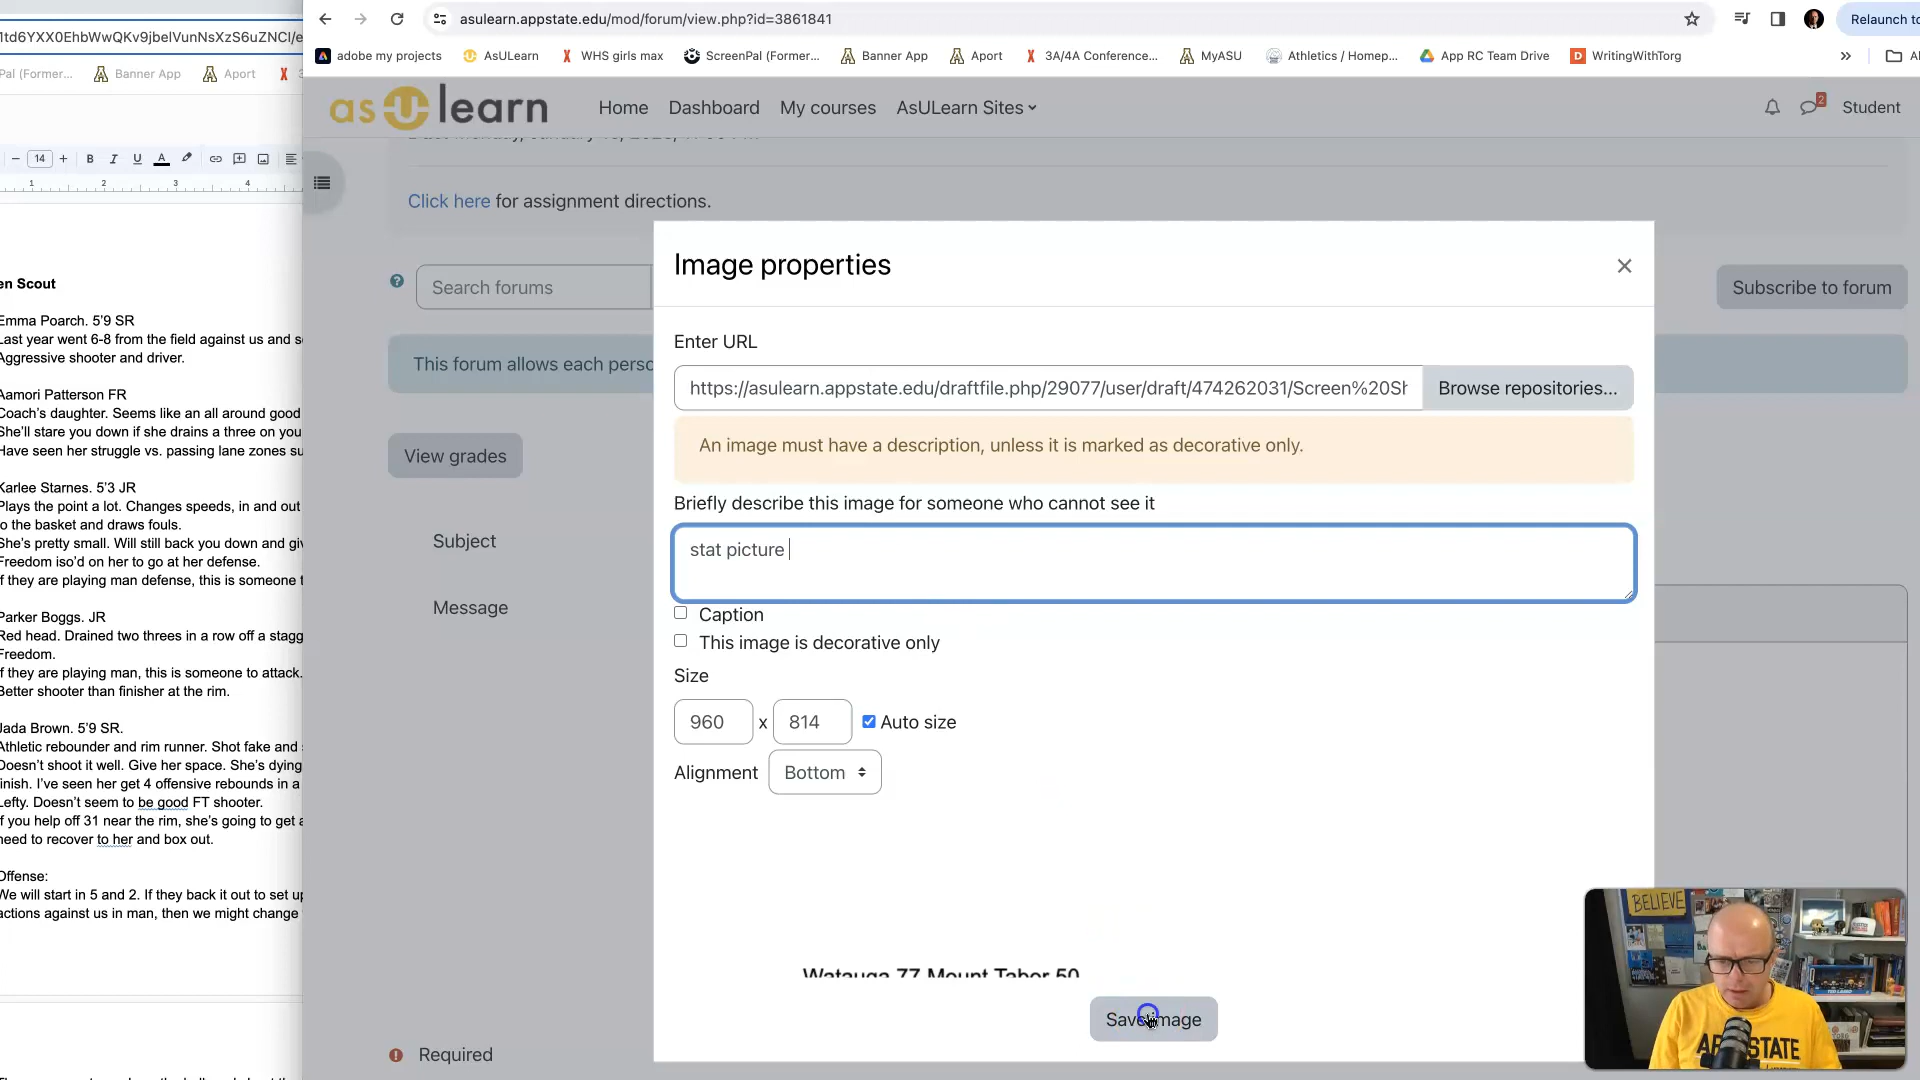 1td6YXX0EhbWwQKv9jbelVunNsXzS6uZNCI/e
Pal (Former...
Banner App
Aport
14
1 2 3 4
en Scout
Emma Poarch. 5'9 SR
Last year went 6-8 from the field against us and s
Aggressive shooter and driver.
Aamori Patterson FR
Coach's daughter. Seems like an all around good
She'll stare you down if she drains a three on you
Have seen her struggle vs. passing lane zones su
Karlee Starnes. 5'3 JR
Plays the point a lot. Changes speeds, in and out
o the basket and draws fouls.
She's pretty small. Will still back you down and giv
Freedom iso'd on her to go at her defense.
f they are playing man defense, this is someone t
Parker Boggs. JR
Red head. Drained two threes in a row off a stagg
Freedom.
f they are playing man, this is someone to attack.
Better shooter than finisher at the rim.
Jada Brown. 5'9 SR.
Athletic rebounder and rim runner. Shot fake and
Doesn't shoot it well. Give her space. She's dying
finish. I've seen her get 4 offensive rebounds in a
Lefty. Doesn't seem to be good FT shooter.
f you help off 31 near the rim, she's going to get a
need to recover to her and box out.
Offense:
We will start in 5 and 2. If they back it out to set up
actions against us in man, then we might change
asulearn.appstate.edu/mod/forum/view.php?id=3861841
Relaunch to
adobe my projects
AsULearn
WHS girls max
ScreenPal (Former...
Banner App
Aport
3A/4A Conference...
MyASU
Athletics / Homep...
App RC Team Drive
WritingWithTorg
»
asULearn
Home
Dashboard
My courses
AsULearn Sites
2
Student
Click here for assignment directions.
Search forums
Subscribe to forum
This forum allows each perso
View grades
Subject
Message
Required
Image properties
Enter URL
https://asulearn.appstate.edu/draftfile.php/29077/user/draft/474262031/Screen%20Sh
Browse repositories...
An image must have a description, unless it is marked as decorative only.
Briefly describe this image for someone who cannot see it
stat picture
Caption
This image is decorative only
Size
960 x 814 Auto size
Alignment Bottom
Watauga 77 Mount Tabor 50
Save image
BELIEVE
STATE